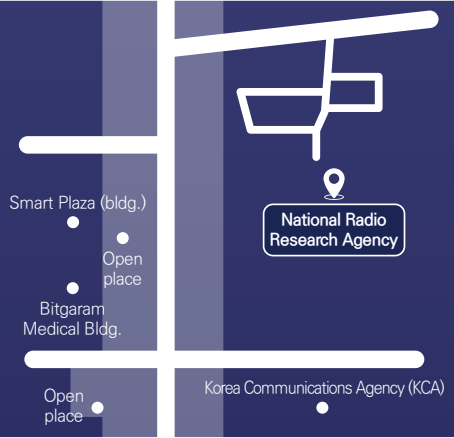 Smart Plaza (bldg.)
National Radio
Research Agency
Open
place
Bitgaram
Medical Bldg.
Korea Communications Agency (KCA)
Open
place